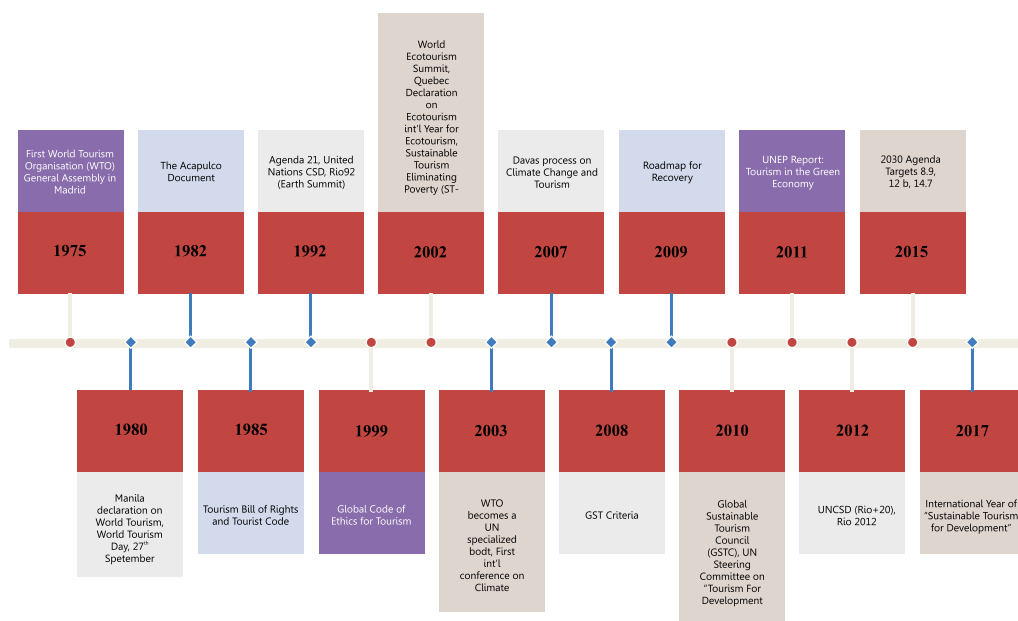 World
Ecotourism
Summit,
Quebec
Declaration
on
Ecotourism
int'l Year for
Ecotourism,
Sustainable
Tourism
Eliminating
Poverty (ST-
First World Tourism
Organisation (WTO)
General Assembly in
Madrid
The Acapulco
Document
Agenda 21, United
Nations CSD, Rio92
(Earth Summit)
Davas process on
Climate Change and
Tourism
Roadmap for
Recovery
UNEP Report:
Tourism in the Green
Economy
2030 Agenda
Targets 8.9,
12 b, 14.7
1975
1982
1992
2002
2007
2009
2011
2015
1980
1985
1999
2003
2008
2010
2012
2017
Manila
declaration on
World Tourism,
World Tourism
Day, 27th
Spetember
Tourism Bill of Rights
and Tourist Code
Global Code of
Ethics for Tourism
WTO
becomes a
UN
specialized
bodt, First
int'l
conference on
Climate
GST Criteria
Global
Sustainable
Tourism
Council
(GSTC), UN
Steering
Committee on
"Tourism For
Development
UNCSD (Rio+20),
Rio 2012
International Year of
"Sustainable Tourism
for Development"